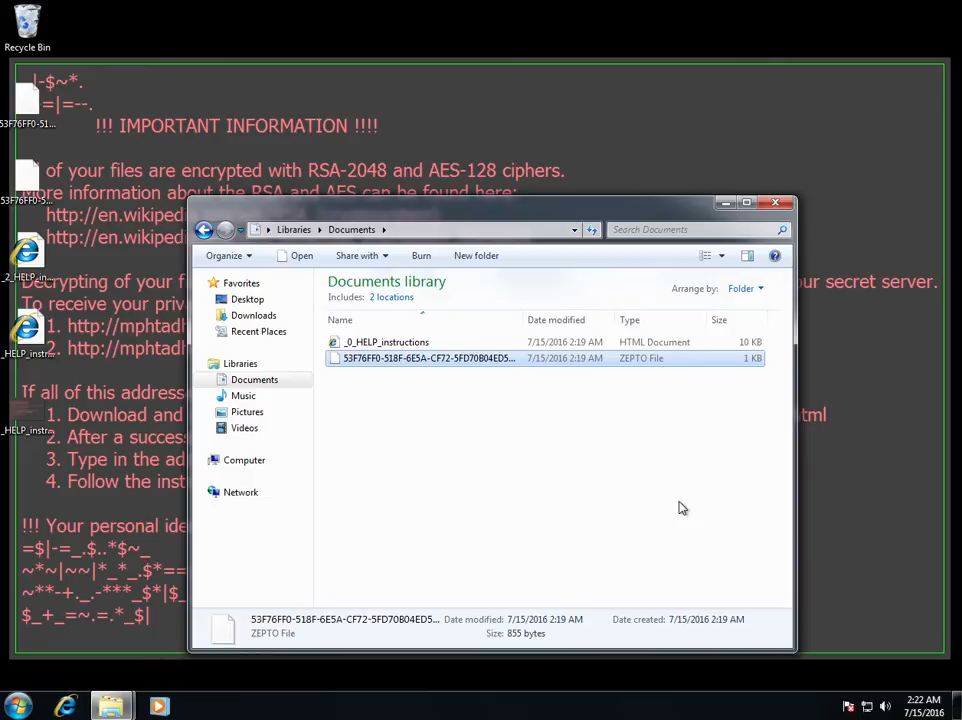 Recycle Bin
|-$~*.
=|=--.
!!! IMPORTANT INFORMATION !!!!
of your files are encrypted with RSA-2048 and AES-128 ciphers.
More information about the RSA and AES can be found here:
http://en.wikipedi
http://en.wikipedi
Decrypting of your f
our secret server.
To receive your priv
1. http://mphtadh
2. http://mphtadh
If all of this address
1. Download and
html
2. After a success
3. Type in the ad
4. Follow the inst
!!! Your personal ide
=$|-=_.$..*$~_
~*~|~~|*_*_.$*==
~**-+._.-***_$*|$_
$_+_=~.=.*_$|
53F76FF0-51...
53F76FF0-5...
_2_HELP_in...
_HELP_instr...
_HELP_instr...
Libraries
Documents
Search Documents
Organize
Open
Share with
Burn
New folder
Favorites
Desktop
Downloads
Recent Places
Libraries
Documents
Music
Pictures
Videos
Computer
Network
Documents library
Includes: 2 locations
Arrange by: Folder
Name Date modified Type Size
_0_HELP_instructions 7/15/2016 2:19 AM HTML Document 10 KB
53F76FF0-518F-6E5A-CF72-5FD70B04ED5... 7/15/2016 2:19 AM ZEPTO File 1 KB
53F76FF0-518F-6E5A-CF72-5FD70B04ED5... Date modified: 7/15/2016 2:19 AM Date created: 7/15/2016 2:19 AM
ZEPTO File Size: 855 bytes
2:22 AM
7/15/2016